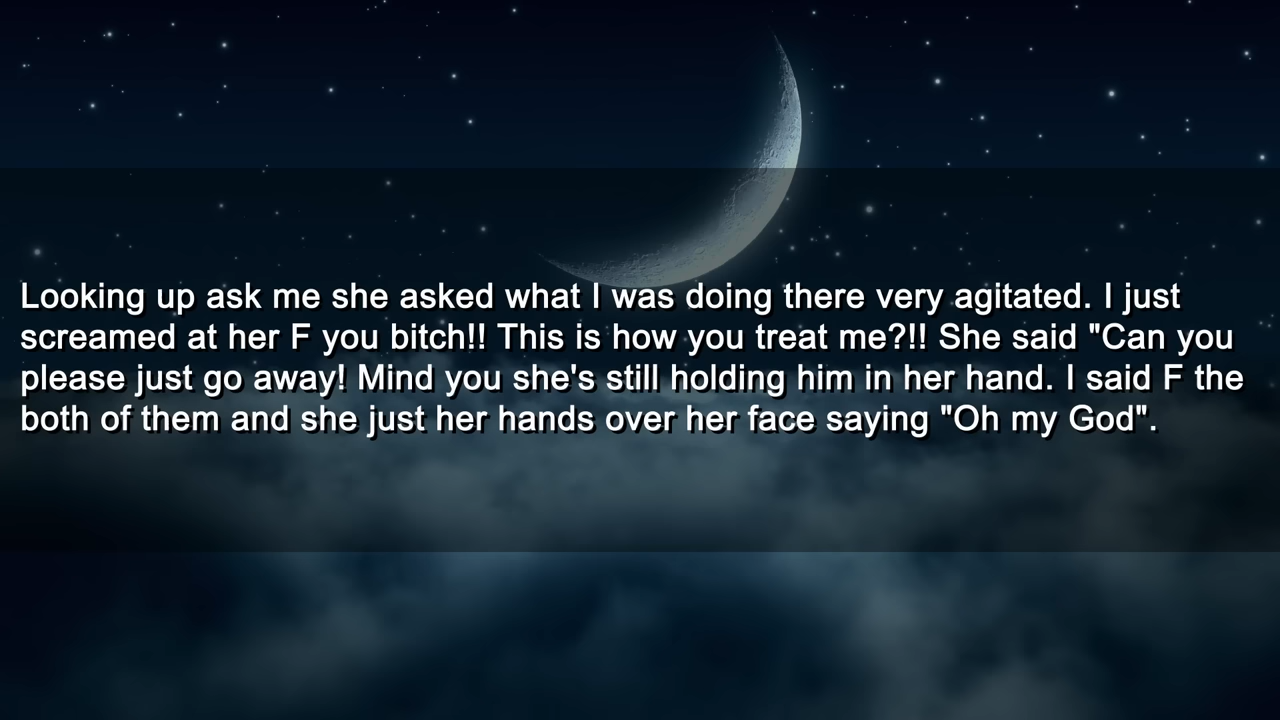 Looking up ask me she asked what I was doing there very agitated. I just
screamed at her F you bitch!! This is how you treat me?!! She said "Can you
please just go away! Mind you she's still holding him in her hand. I said F the
both of them and she just her hands over her face saying "Oh my God".